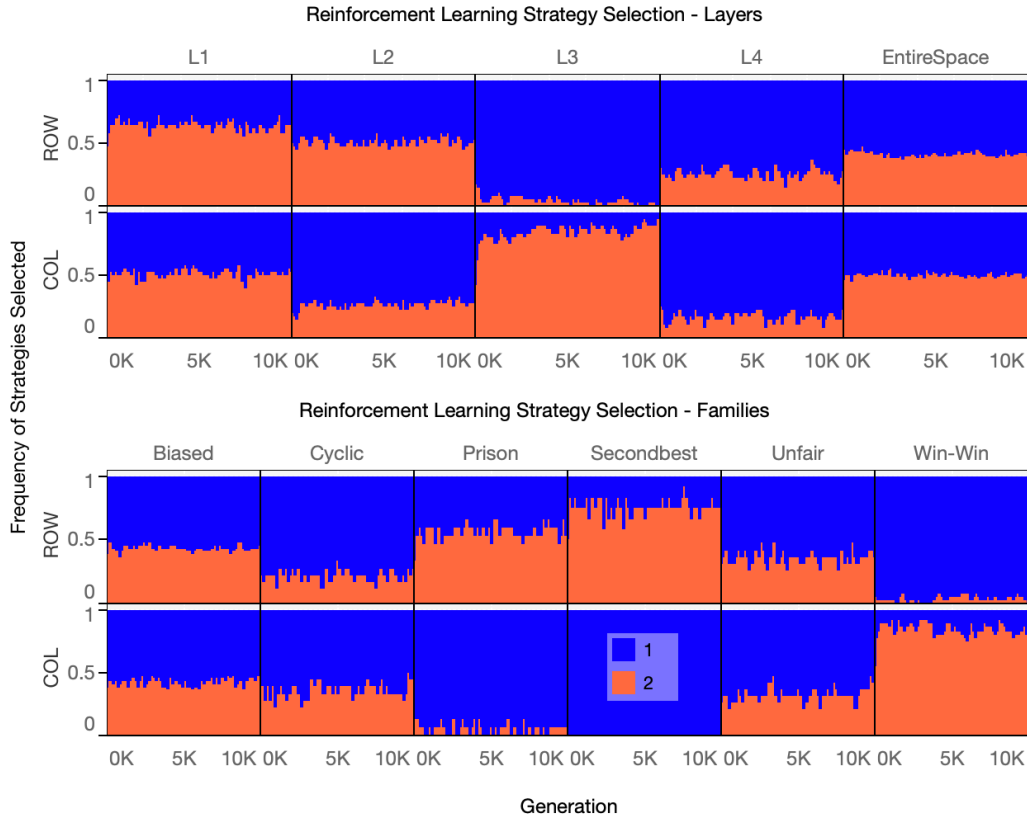 Reinforcement Learning Strategy Selection - Layers
L1 L2 L3 L4 EntireSpace
ROW
1
0.5
0
COL
1
0.5
0
0K 5K 10K 0K 5K 10K 0K 5K 10K 0K 5K 10K 0K 5K 10K
Frequency of Strategies Selected
Reinforcement Learning Strategy Selection - Families
Biased Cyclic Prison Secondbest Unfair Win-Win
ROW
1
0.5
0
COL
1
0.5
0
1
2
0K 5K 10K 0K 5K 10K 0K 5K 10K 0K 5K 10K 0K 5K 10K 0K 5K 10K
Generation